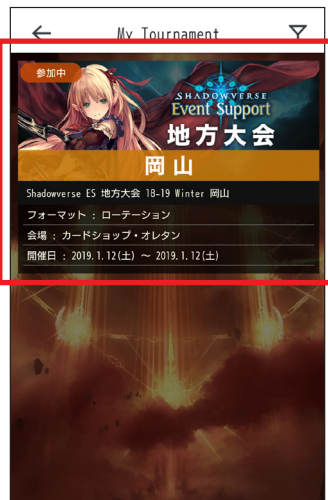 My Tournament
参加中
SHADOWVERSE
Event Support
地方大会
岡山
Shadowverse ES 地方大会 18-19 Winter 岡山
フォーマット : ローテーション
会場 : カードショップ・オレタン
開催日 : 2019.1.12(土) ～ 2019.1.12(土)